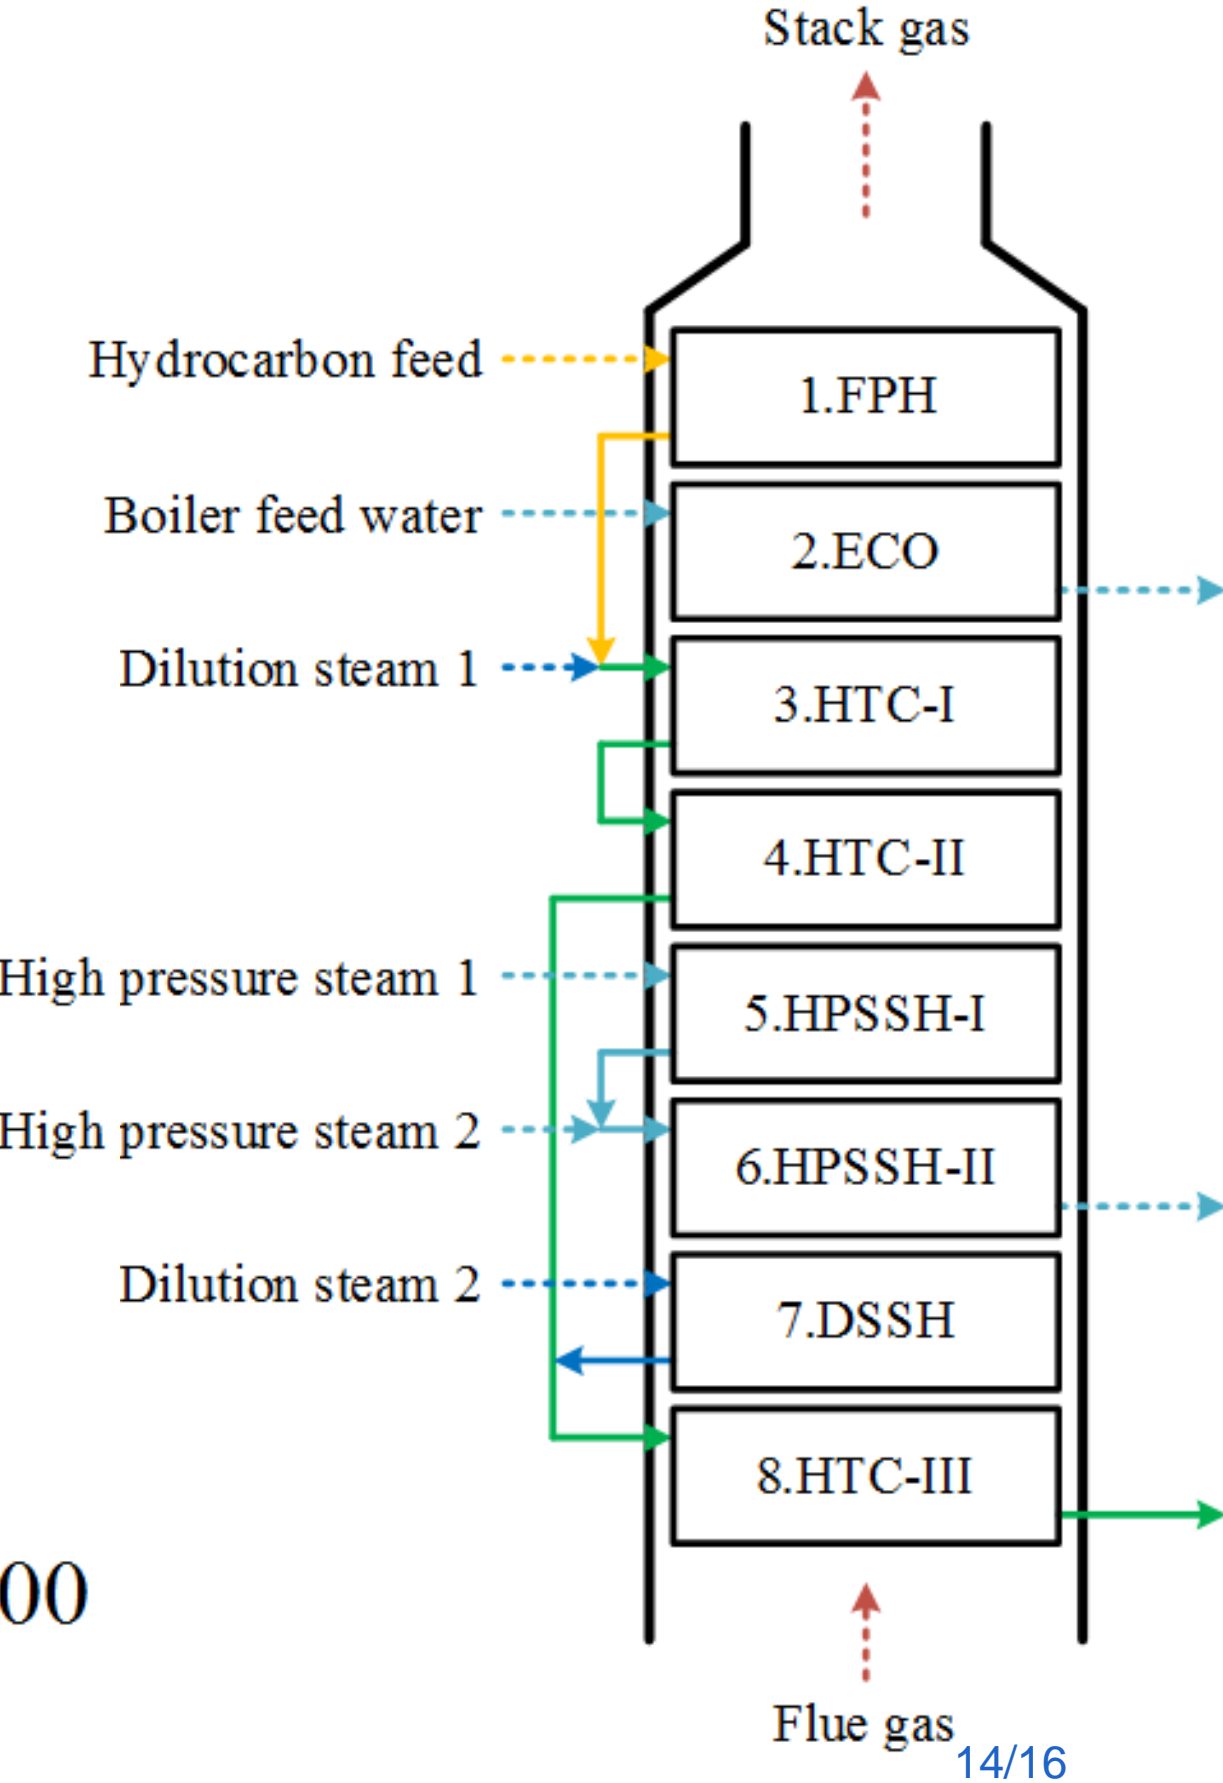 Stack gas
Hydrocarbon feed
1.FPH
Boiler feed water
2.ECO
Dilution steam 1
3.HTC-I
4.HTC-II
High pressure steam 1
5.HPSSH-I
High pressure steam 2
6.HPSSH-II
Dilution steam 2
7.DSSH
8.HTC-III
00
Flue gas
14/16